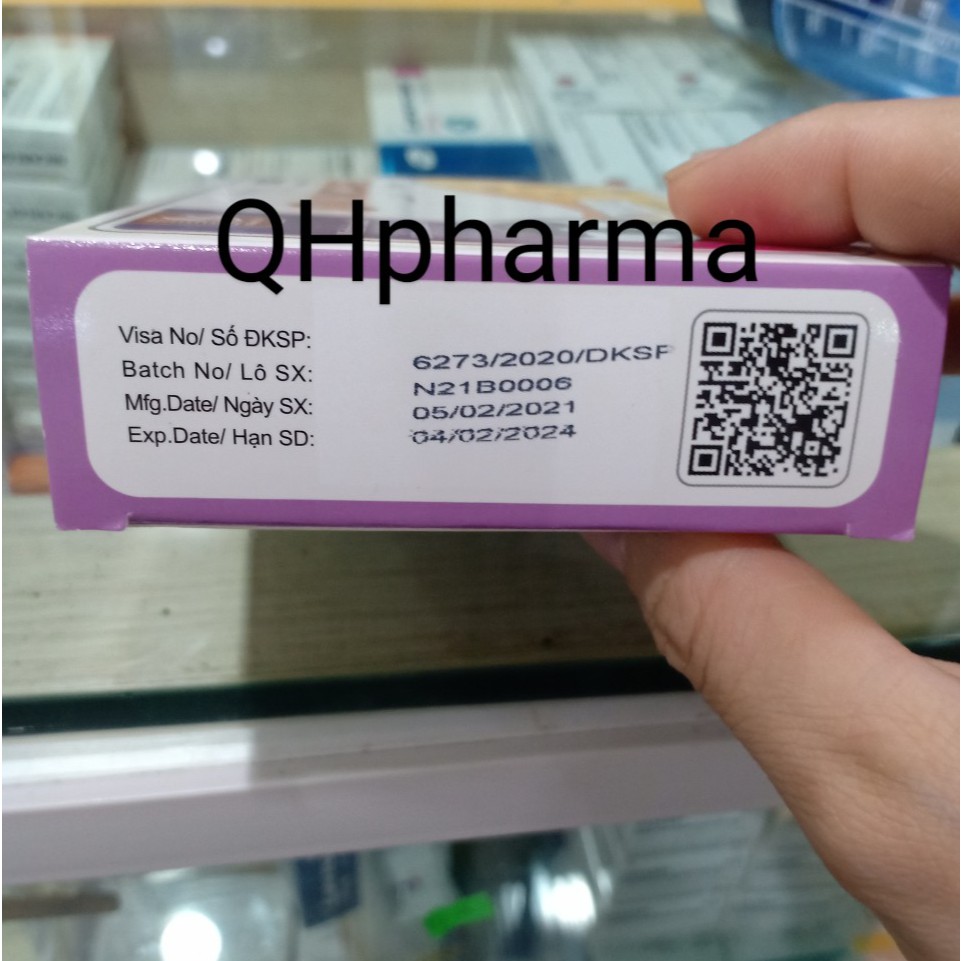 QHpharma
Visa No/ Số ĐKSP:
6273/2020/DKSP
Batch No/ Lô SX:
N21B0006
Mfg.Date/ Ngày SX:
05/02/2021
Exp.Date/ Hạn SD:
04/02/2024